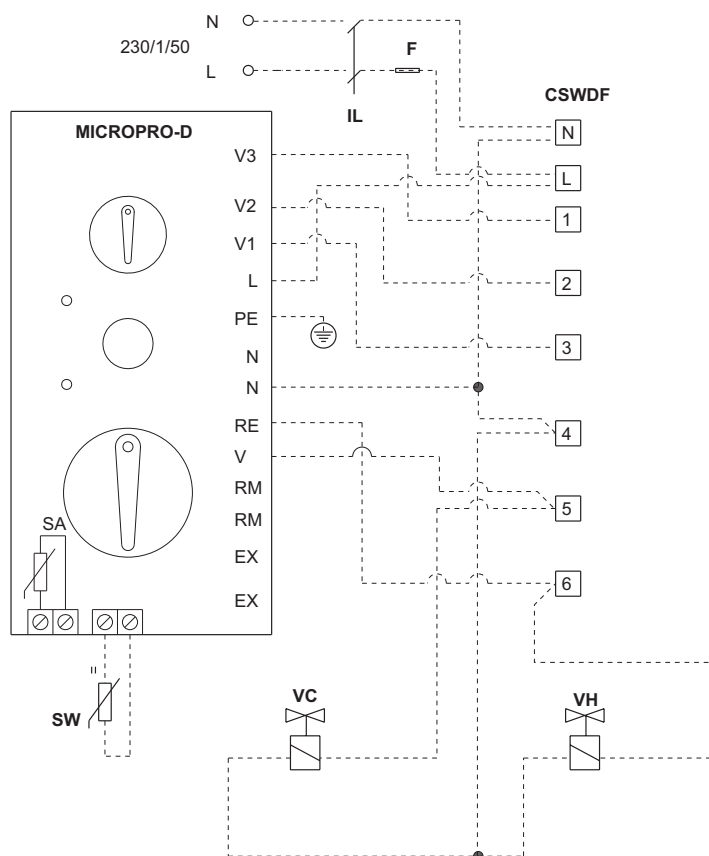 N
230/1/50
L
F
IL
CSWDF
MICROPRO-D
N
V3
L
V2
1
V1
L
2
PE
3
N
N
RE
4
V
RM
5
RM
SA
EX
6
EX
"
SW
VC
VH